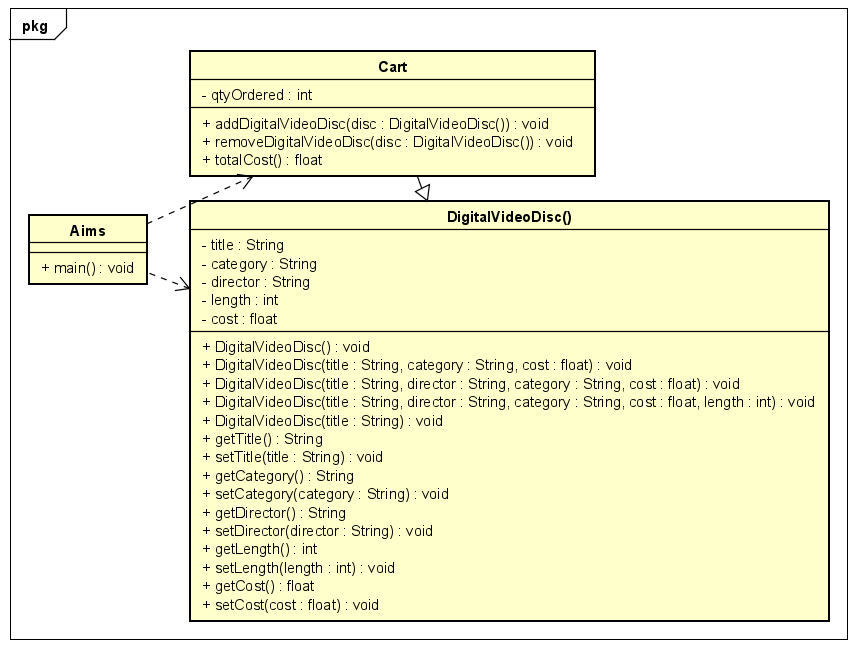 pkg
Cart
- qtyOrdered : int
+ addDigitalVideoDisc(disc : DigitalVideoDisc()) : void
+ removeDigitalVideoDisc(disc : DigitalVideoDisc()) : void
+ totalCost() : float
Aims
+ main() : void
DigitalVideoDisc()
- title : String
- category : String
- director : String
- length : int
- cost : float
+ DigitalVideoDisc() : void
+ DigitalVideoDisc(title : String, category : String, cost : float) : void
+ DigitalVideoDisc(title : String, director : String, category : String, cost : float) : void
+ DigitalVideoDisc(title : String, director : String, category : String, cost : float, length : int) : void
+ DigitalVideoDisc(title : String) : void
+ getTitle() : String
+ setTitle(title : String) : void
+ getCategory() : String
+ setCategory(category : String) : void
+ getDirector() : String
+ setDirector(director : String) : void
+ getLength() : int
+ setLength(length : int) : void
+ getCost() : float
+ setCost(cost : float) : void